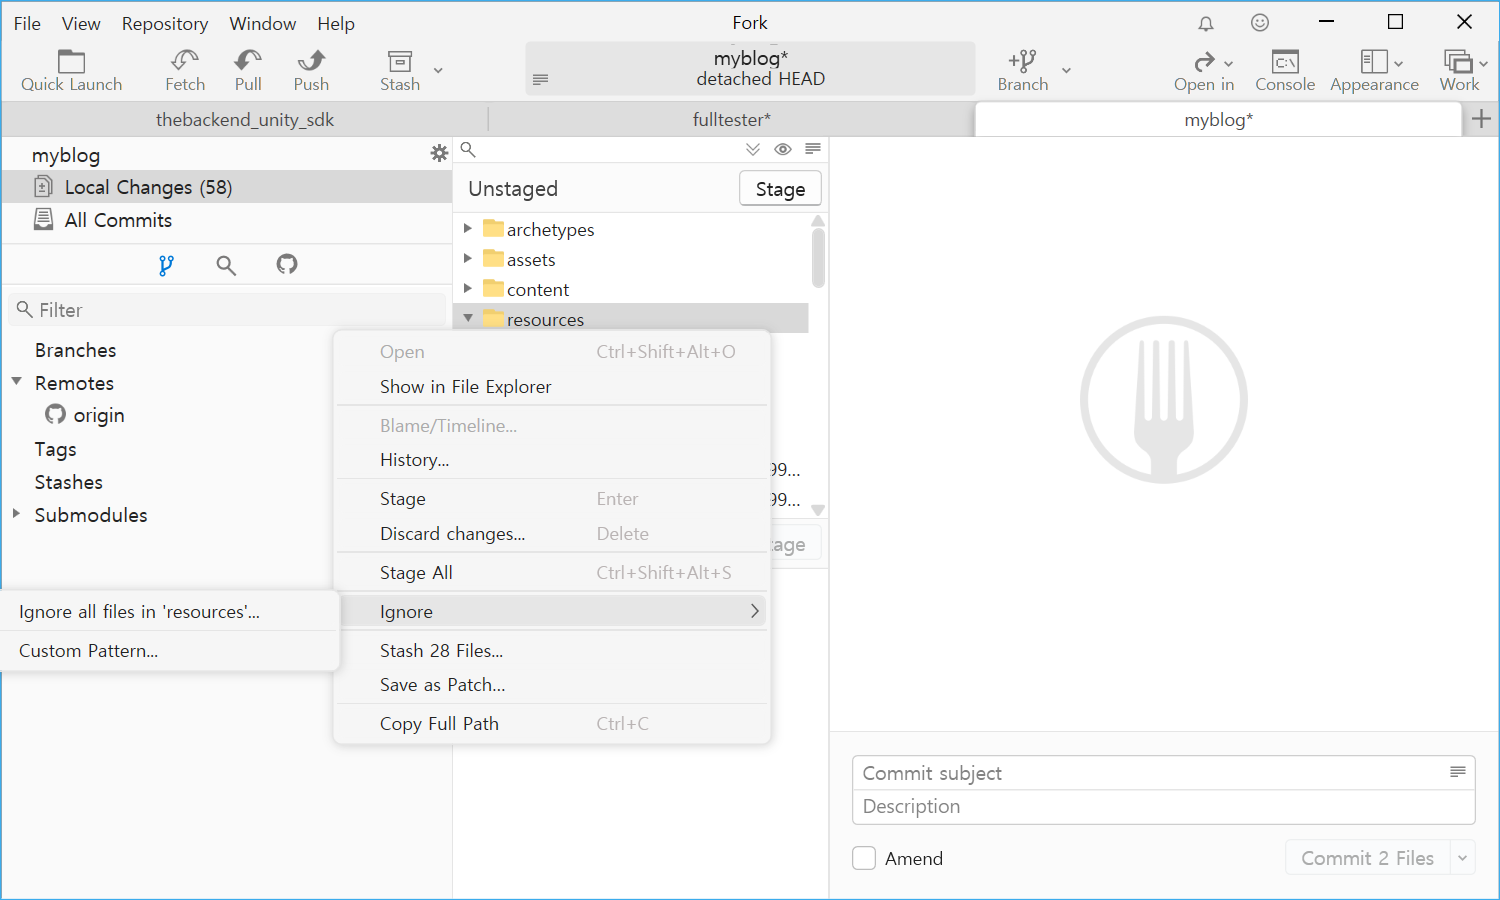 File View Repository Window Help
Fork
Quick Launch
Fetch
Pull
Push
Stash
myblog*
detached HEAD
Branch
Open in
Console
Appearance
Work
thebackend_unity_sdk
fulltester*
myblog*
myblog
Local Changes (58)
All Commits
Filter
Branches
Remotes
origin
Tags
Stashes
Submodules
Unstaged
Stage
archetypes
assets
content
resources
99...
99...
tage
Open Ctrl+Shift+Alt+O
Show in File Explorer
Blame/Timeline...
History...
Stage Enter
Discard changes... Delete
Stage All Ctrl+Shift+Alt+S
Ignore
Stash 28 Files...
Save as Patch...
Copy Full Path Ctrl+C
Ignore all files in 'resources'...
Custom Pattern...
Commit subject
Description
Amend
Commit 2 Files